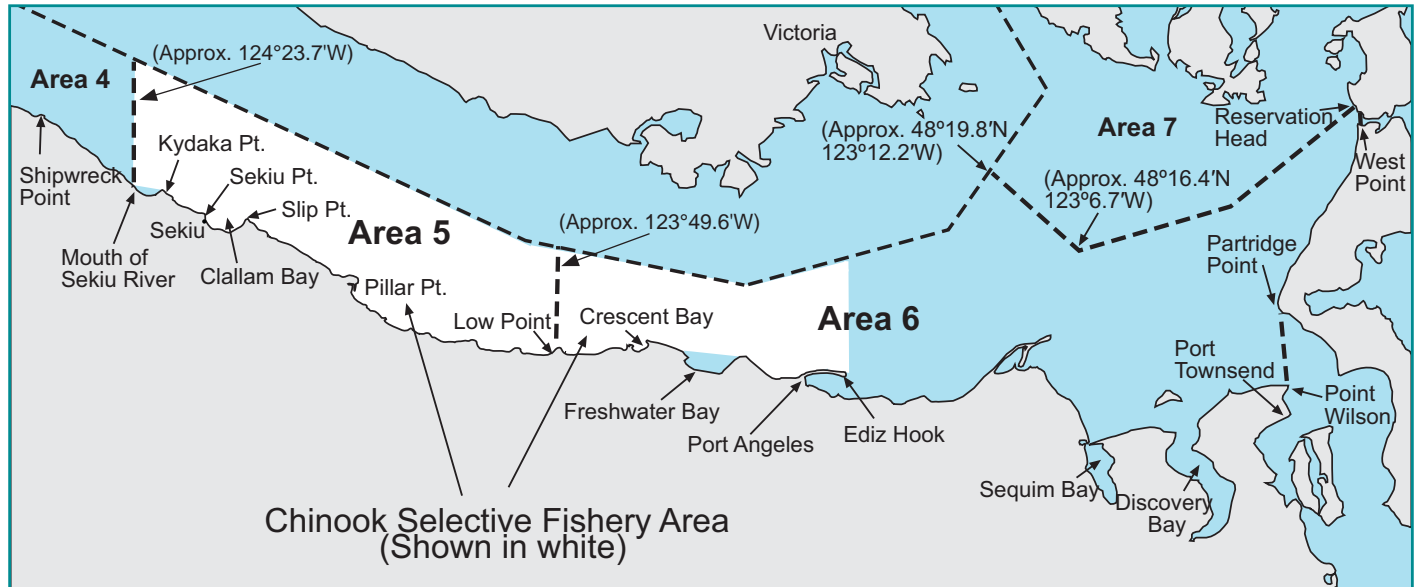 Victoria
(Approx. 124°23.7'W)
Area 4
Reservation
Head
(Approx. 48º19.8'N
123º12.2'W)
Area 7
Kydaka Pt.
West
Point
Shipwreck
Point
Sekiu Pt.
(Approx. 48º16.4'N
123º6.7'W)
Slip Pt.
(Approx. 123°49.6'W)
Sekiu
Area 5
Mouth of
Sekiu River
Clallam Bay
Partridge
Point
Pillar Pt.
Low Point
Crescent Bay
Area 6
Port
Townsend
Point
Wilson
Freshwater Bay
Port Angeles
Ediz Hook
Sequim Bay
Discovery
Bay
Chinook Selective Fishery Area
(Shown in white)